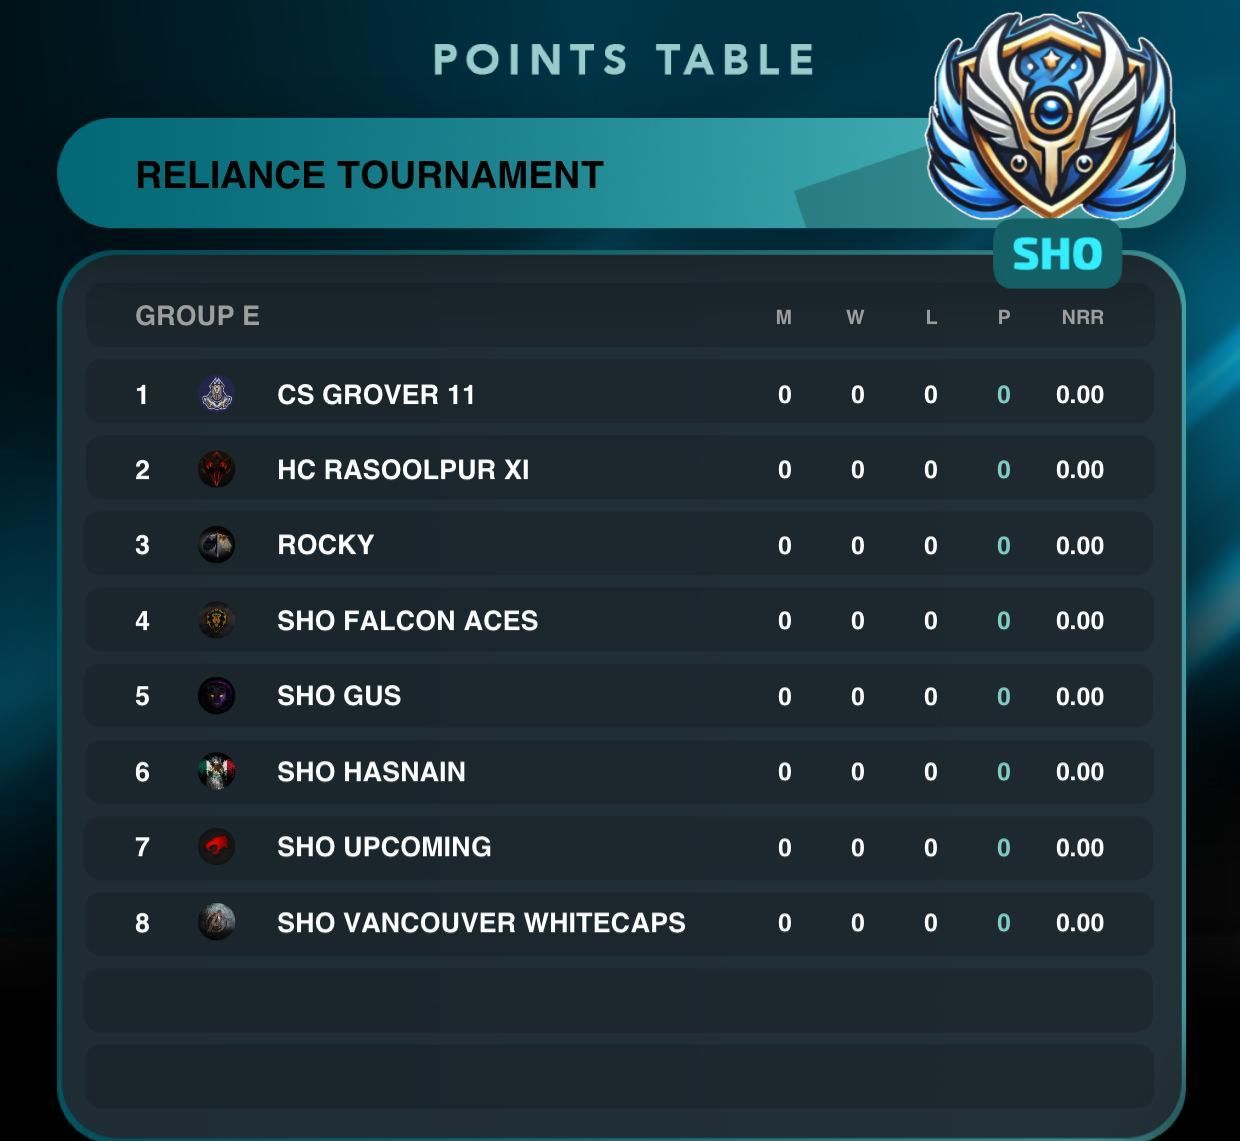 POINTS TABLE
RELIANCE TOURNAMENT
SHO
GROUP E M W L P NRR
1 CS GROVER 11 0 0 0 0 0.00
2 HC RASOOLPUR XI 0 0 0 0 0.00
3 ROCKY 0 0 0 0 0.00
4 SHO FALCON ACES 0 0 0 0 0.00
5 SHO GUS 0 0 0 0 0.00
6 SHO HASNAIN 0 0 0 0 0.00
7 SHO UPCOMING 0 0 0 0 0.00
8 SHO VANCOUVER WHITECAPS 0 0 0 0 0.00